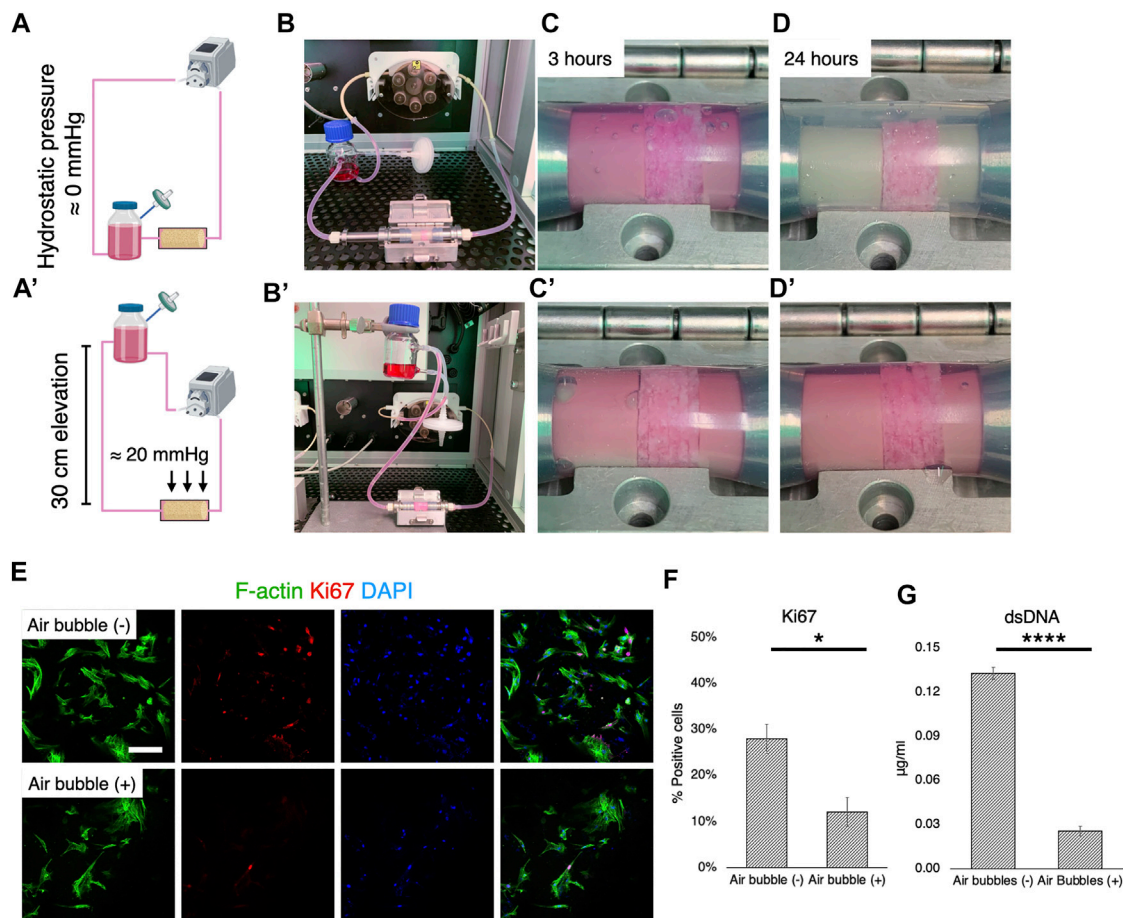 A
Hydrostatic pressure
≈ 0 mmHg
B
C
3 hours
D
24 hours
A’
30 cm elevation
≈ 20 mmHg
B’
C’
D’
E
F-actin Ki67 DAPI
Air bubble (-)
Air bubble (+)
F
Ki67
*
50%
40%
30%
20%
10%
0%
% Positive cells
Air bubble (-) Air bubble (+)
G
dsDNA
****
0.15
0.12
0.09
0.06
0.03
0.00
µg/ml
Air bubbles (-) Air Bubbles (+)